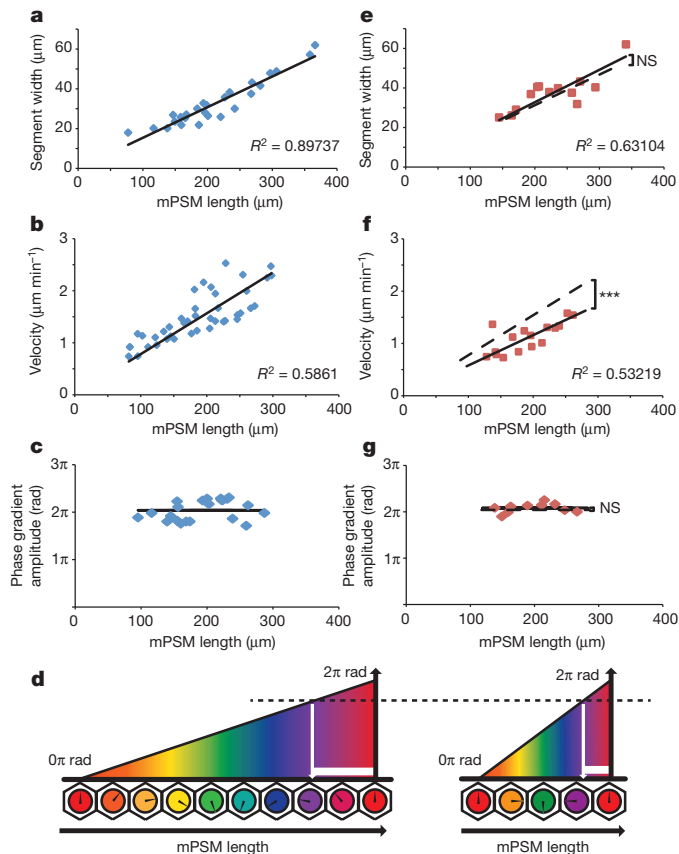 a
Segment width (μm)
60
40
20
0
0 100 200 300 400
R² = 0.89737
mPSM length (μm)
e
Segment width (μm)
60
40
20
0
0 100 200 300 400
NS
R² = 0.63104
mPSM length (μm)
b
Velocity (μm min⁻¹)
3
2
1
0
0 100 200 300 400
R² = 0.5861
mPSM length (μm)
f
Velocity (μm min⁻¹)
3
2
1
0
0 100 200 300 400
***
R² = 0.53219
mPSM length (μm)
c
Phase gradient
amplitude (rad)
3π
2π
1π
0 100 200 300 400
mPSM length (μm)
g
Phase gradient
amplitude (rad)
3π
2π
1π
0 100 200 300 400
NS
mPSM length (μm)
d
2π rad
0π rad
mPSM length
2π rad
0π rad
mPSM length